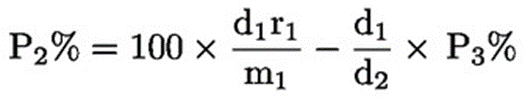 P₂% = 100 × d₁r₁/m₁ − d₁/d₂ × P₃%